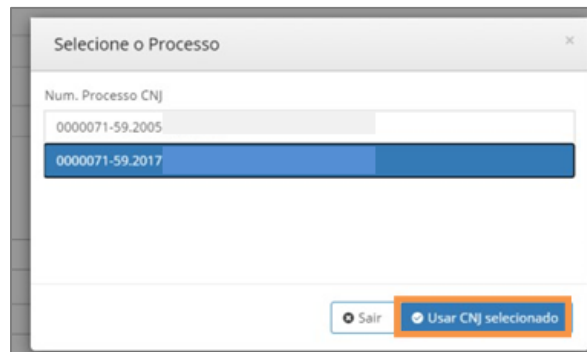 Selecione o Processo ×
Num. Processo CNJ
0000071-59.2005
0000071-59.2017
Sair Usar CNJ selecionado